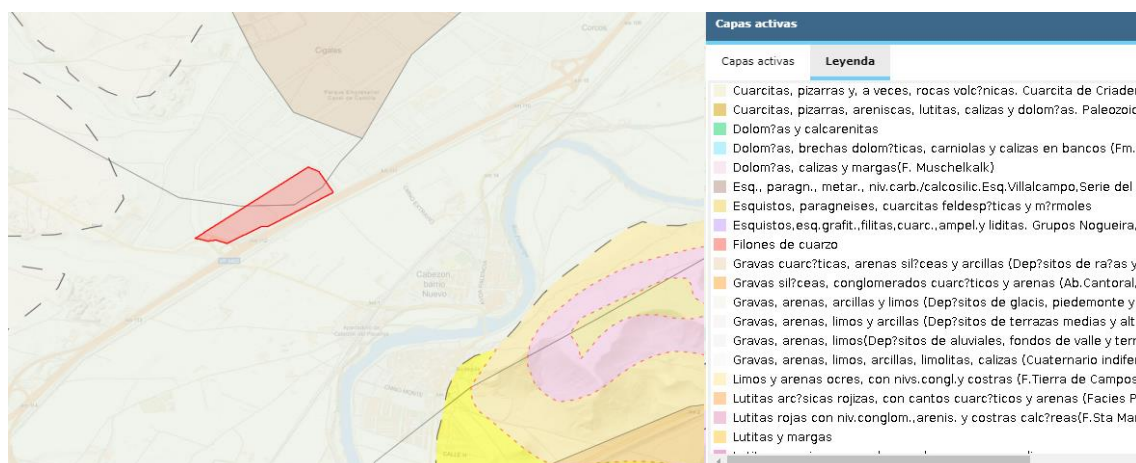 Cigales
Corcos
Cabezón
barrio
Nuevo
Capas activas
Capas activas
Leyenda
Cuarcitas, pizarras y, a veces, rocas volc?nicas. Cuarcita de Criader
Cuarcitas, pizarras, areniscas, lutitas, calizas y dolom?as. Paleozoic
Dolom?as y calcarenitas
Dolom?as, brechas dolom?ticas, carniolas y calizas en bancos (Fm.
Dolom?as, calizas y margas(F. Muschelkalk)
Esq., paragn., metar., niv.carb./calcosilic.Esq.Villalcampo,Serie del
Esquistos, paragneises, cuarcitas feldesp?ticas y m?rmoles
Esquistos,esq.grafit.,filitas,cuarc.,ampel.y liditas. Grupos Nogueira,
Filones de cuarzo
Gravas cuarc?ticas, arenas sil?ceas y arcillas (Dep?sitos de ra?as y
Gravas sil?ceas, conglomerados cuarc?ticos y arenas (Ab.Cantoral,
Gravas, arenas, arcillas y limos (Dep?sitos de glacis, piedemonte y
Gravas, arenas, limos y arcillas (Dep?sitos de terrazas medias y alt
Gravas, arenas, limos(Dep?sitos de aluviales, fondos de valle y terr
Gravas, arenas, limos, arcillas, limolitas, calizas (Cuaternario indifer
Limos y arenas ocres, con nivs.congl.y costras (F.Tierra de Campos
Lutitas arc?sicas rojizas, con cantos cuarc?ticos y arenas (Facies P
Lutitas rojas con niv.conglom.,arenis. y costras calc?reas(F.Sta Mar
Lutitas y margas